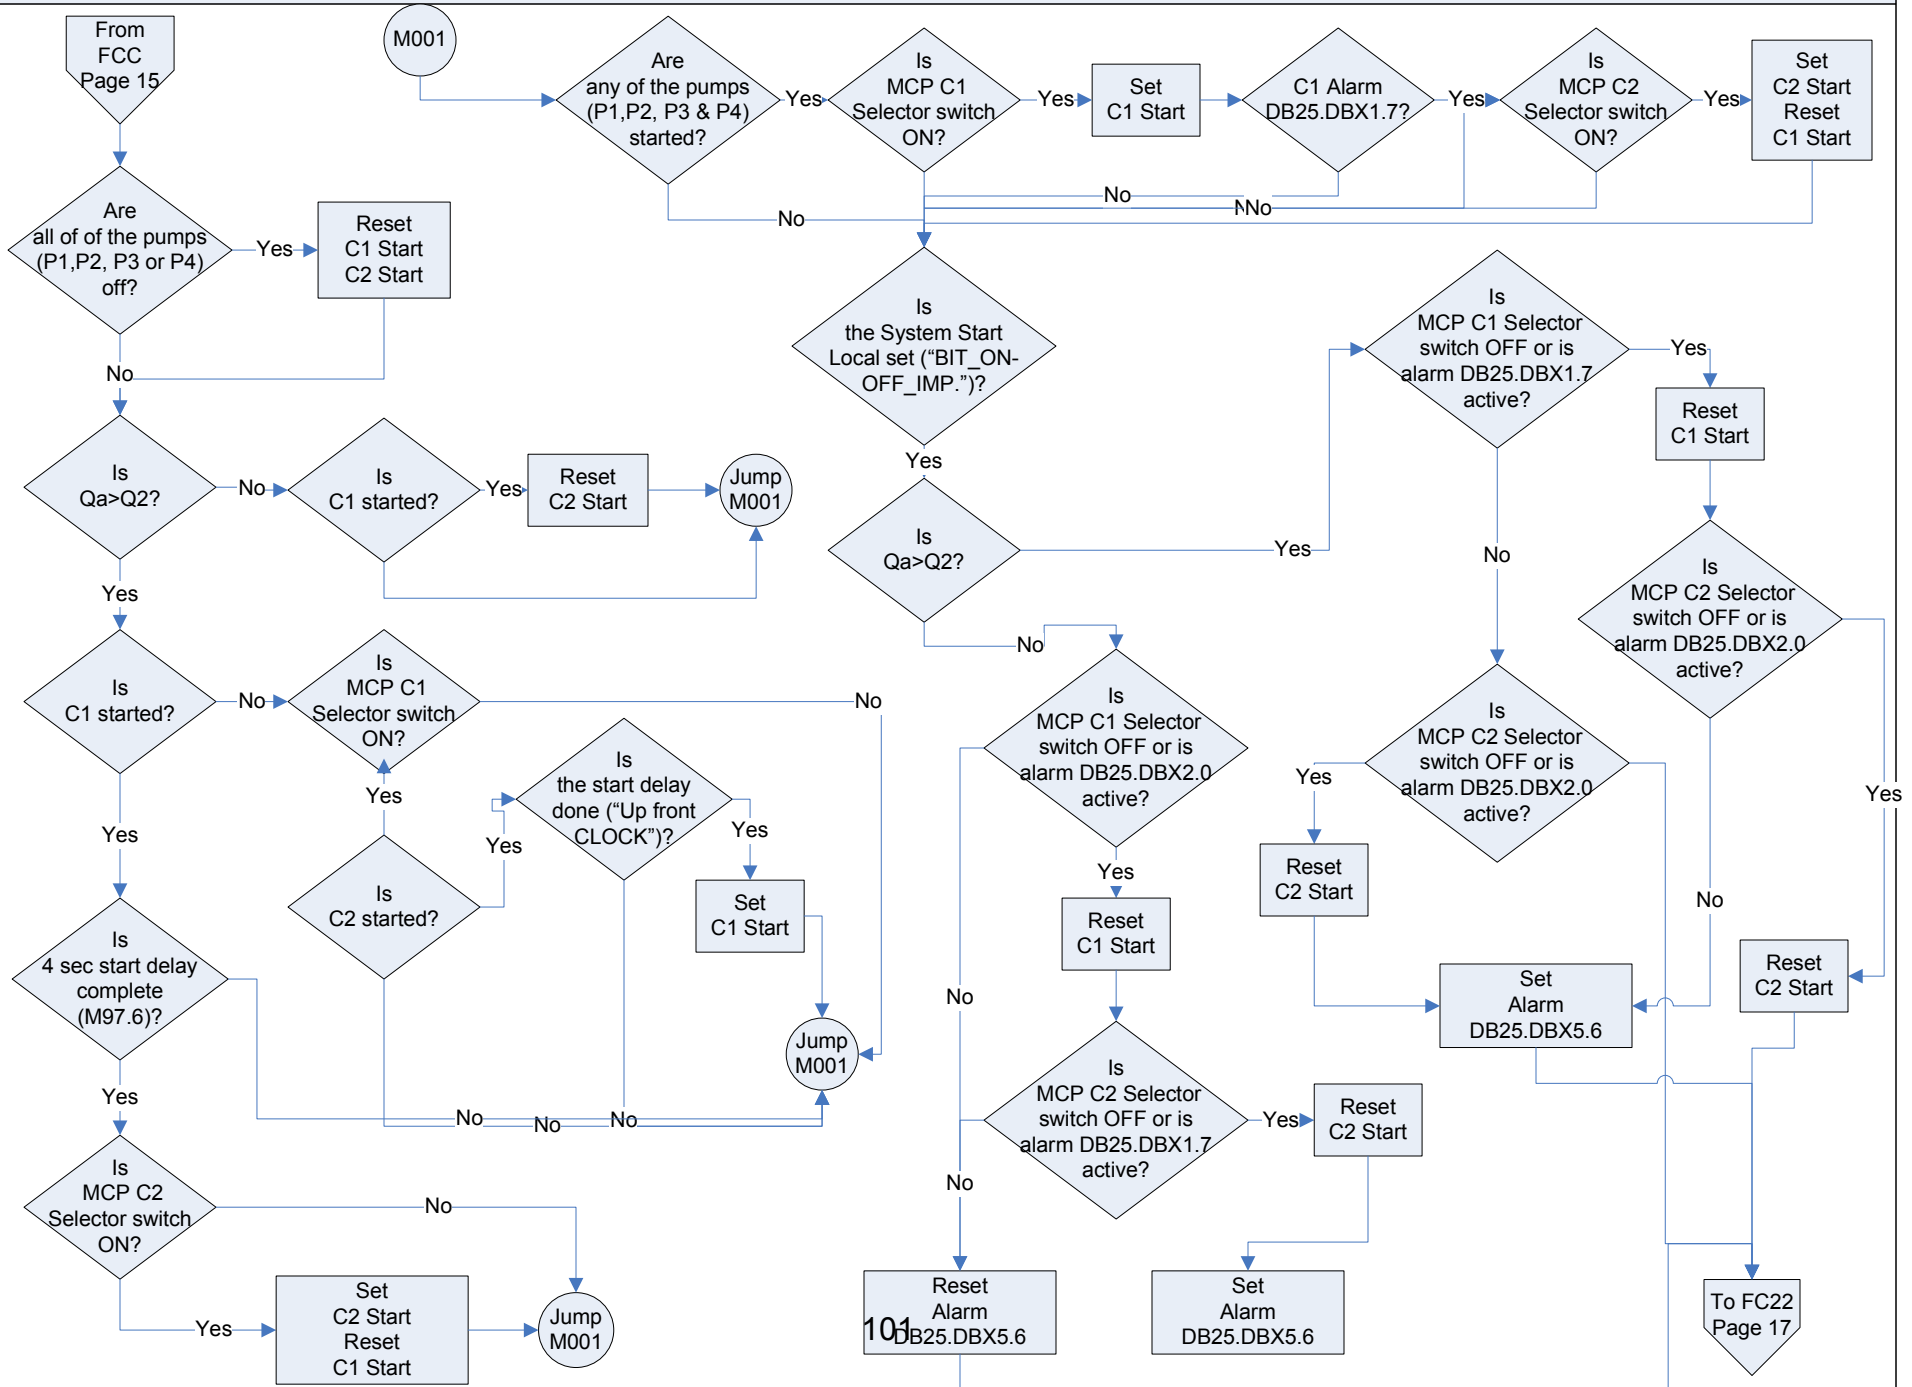 From
FCC
Page 15
M001
Are
any of the pumps
(P1,P2, P3 & P4)
started?
Yes
Is
MCP C1
Selector switch
ON?
Yes
Set
C1 Start
C1 Alarm
DB25.DBX1.7?
Yes
Is
MCP C2
Selector switch
ON?
Yes
Set
C2 Start
Reset
C1 Start
No
No
NNo
Are
all of of the pumps
(P1,P2, P3 or P4)
off?
Yes
Reset
C1 Start
C2 Start
No
Is
the System Start
Local set (“BIT_ON-
OFF_IMP.”)?
Yes
Is
MCP C1 Selector
switch OFF or is
alarm DB25.DBX1.7
active?
Yes
Reset
C1 Start
No
Is
Qa>Q2?
No
Is
C1 started?
Yes
Reset
C2 Start
Jump
M001
Yes
Is
Qa>Q2?
Yes
No
Is
MCP C2 Selector
switch OFF or is
alarm DB25.DBX2.0
active?
Yes
No
Is
C1 started?
No
Is
MCP C1
Selector switch
ON?
No
Yes
Is
the start delay
done (“Up front
CLOCK”)?
Yes
Yes
Is
C2 started?
Yes
Set
C1 Start
Is
MCP C1 Selector
switch OFF or is
alarm DB25.DBX2.0
active?
Yes
Reset
C1 Start
No
Is
MCP C2 Selector
switch OFF or is
alarm DB25.DBX2.0
active?
Yes
Reset
C2 Start
Set
Alarm
DB25.DBX5.6
Reset
C2 Start
Is
4 sec start delay
complete
(M97.6)?
Yes
No
No
No
Jump
M001
Is
MCP C2 Selector
switch OFF or is
alarm DB25.DBX1.7
active?
Yes
Reset
C2 Start
No
Is
MCP C2
Selector switch
ON?
No
Yes
Set
C2 Start
Reset
C1 Start
Jump
M001
Reset
Alarm
DB25.DBX5.6
101
Set
Alarm
DB25.DBX5.6
To FC22
Page 17